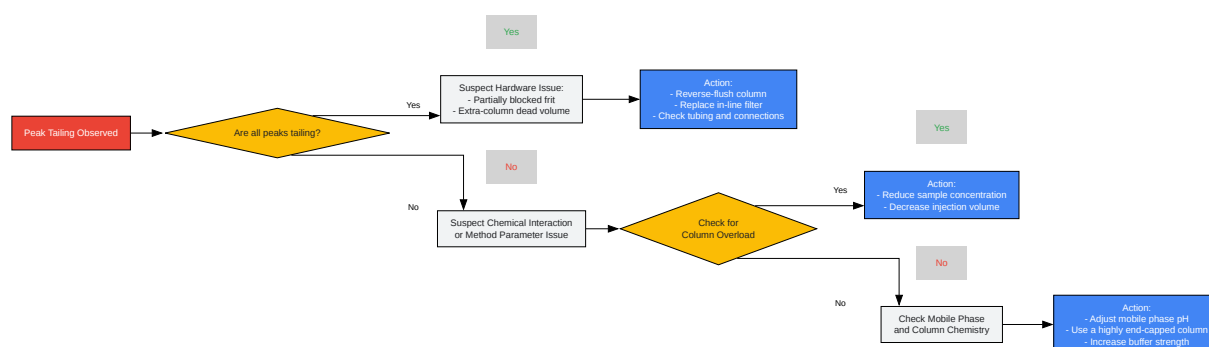 Yes
Peak Tailing Observed
Are all peaks tailing?
Yes
Suspect Hardware Issue:
- Partially blocked frit
- Extra-column dead volume
Action:
- Reverse-flush column
- Replace in-line filter
- Check tubing and connections
No
No
Suspect Chemical Interaction
or Method Parameter Issue
Check for
Column Overload
Yes
Yes
Action:
- Reduce sample concentration
- Decrease injection volume
No
No
Check Mobile Phase
and Column Chemistry
Action:
- Adjust mobile phase pH
- Use a highly end-capped column
- Increase buffer strength